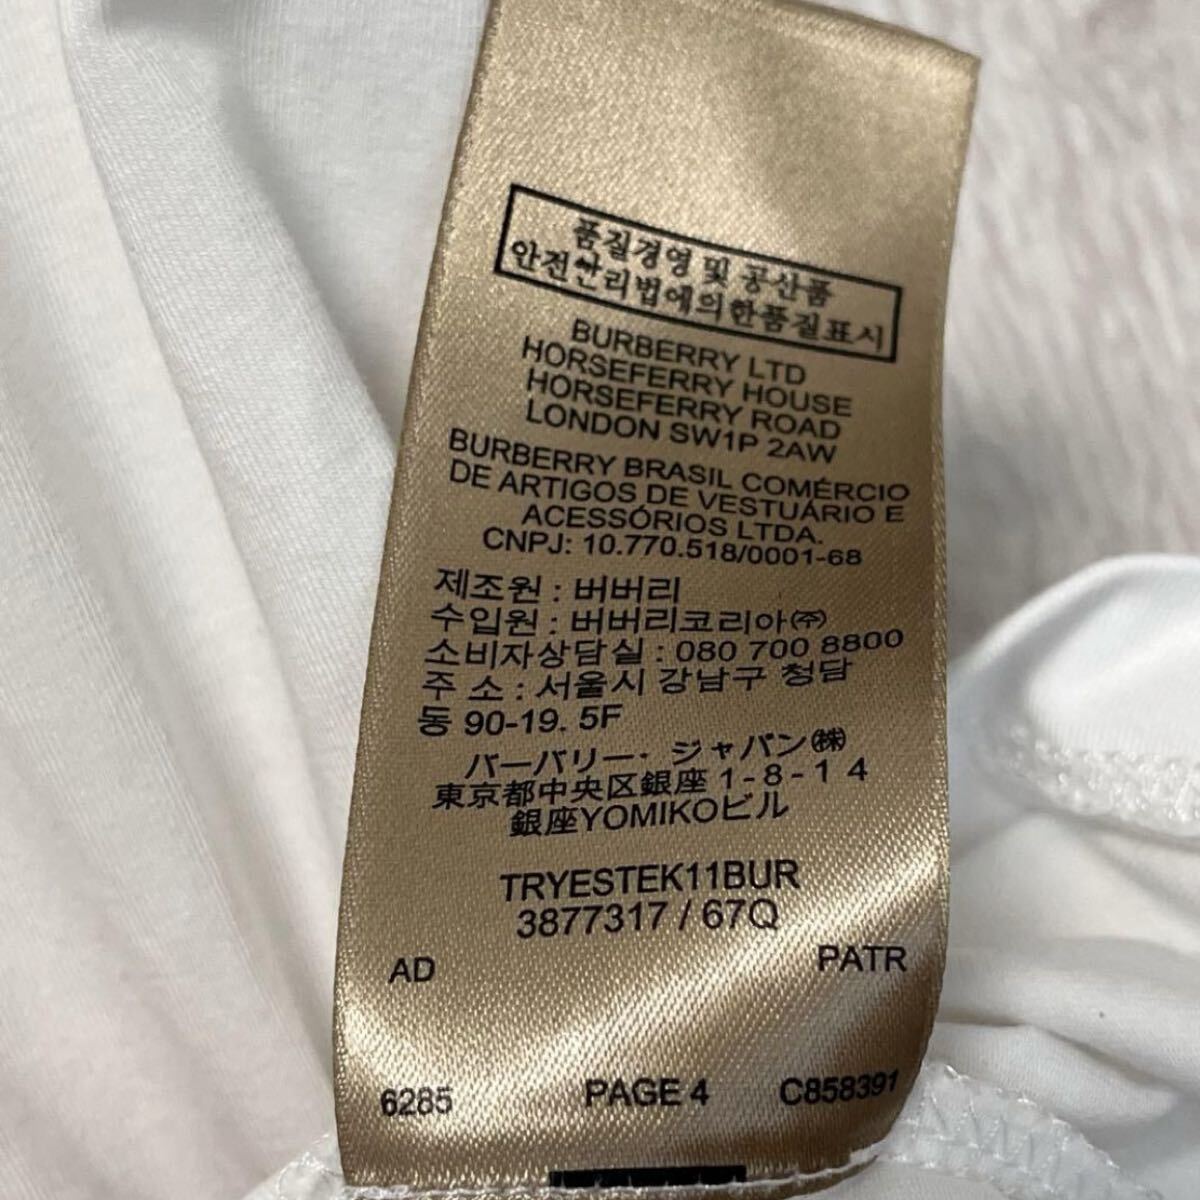 품질경영 및 공산품
안전관리법에의한품질표시
BURBERRY LTD
HORSEFERRY HOUSE
HORSEFERRY ROAD
LONDON SW1P 2AW
BURBERRY BRASIL COMÉRCIO
DE ARTIGOS DE VESTUÁRIO E
ACESSÓRIOS LTDA.
CNPJ: 10.770.518/0001-68
제조원 : 버버리
수입원 : 버버리코리아㈜
소비자상담실 : 080 700 8800
주 소 : 서울시 강남구 청담
동 90-19. 5F
バーバリー・ジャパン㈱
東京都中央区銀座1-8-14
銀座YOMIKOビル
TRYESTEK11BUR
3877317 / 67Q
AD PATR
6285 PAGE 4 C858391